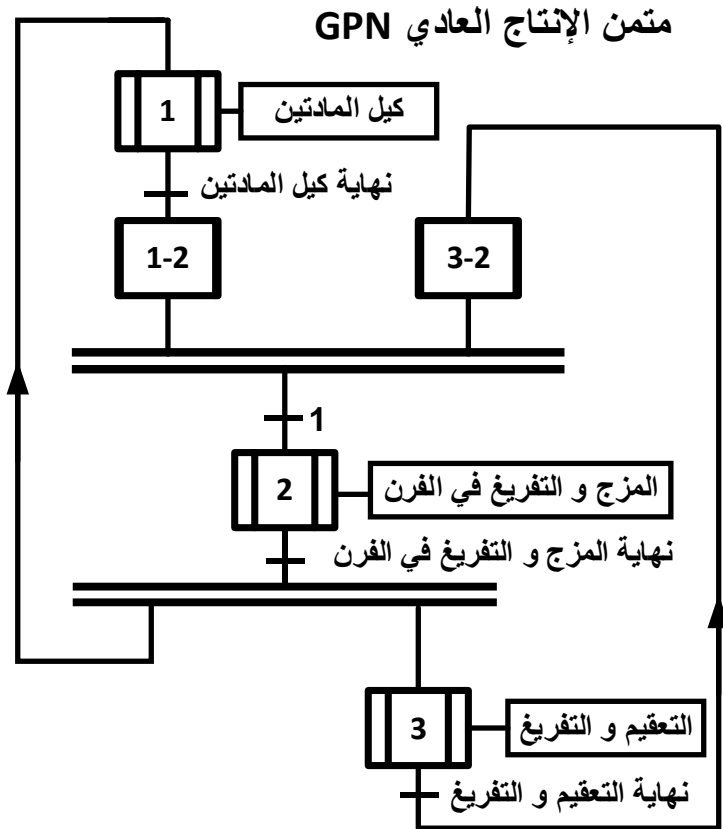 متمن الإنتاج العادي GPN
1
كيل المادتين
نهاية كيل المادتين
1-2
3-2
1
2
المزج و التفريغ في الفرن
نهاية المزج و التفريغ في الفرن
3
التعقيم و التفريغ
نهاية التعقيم و التفريغ